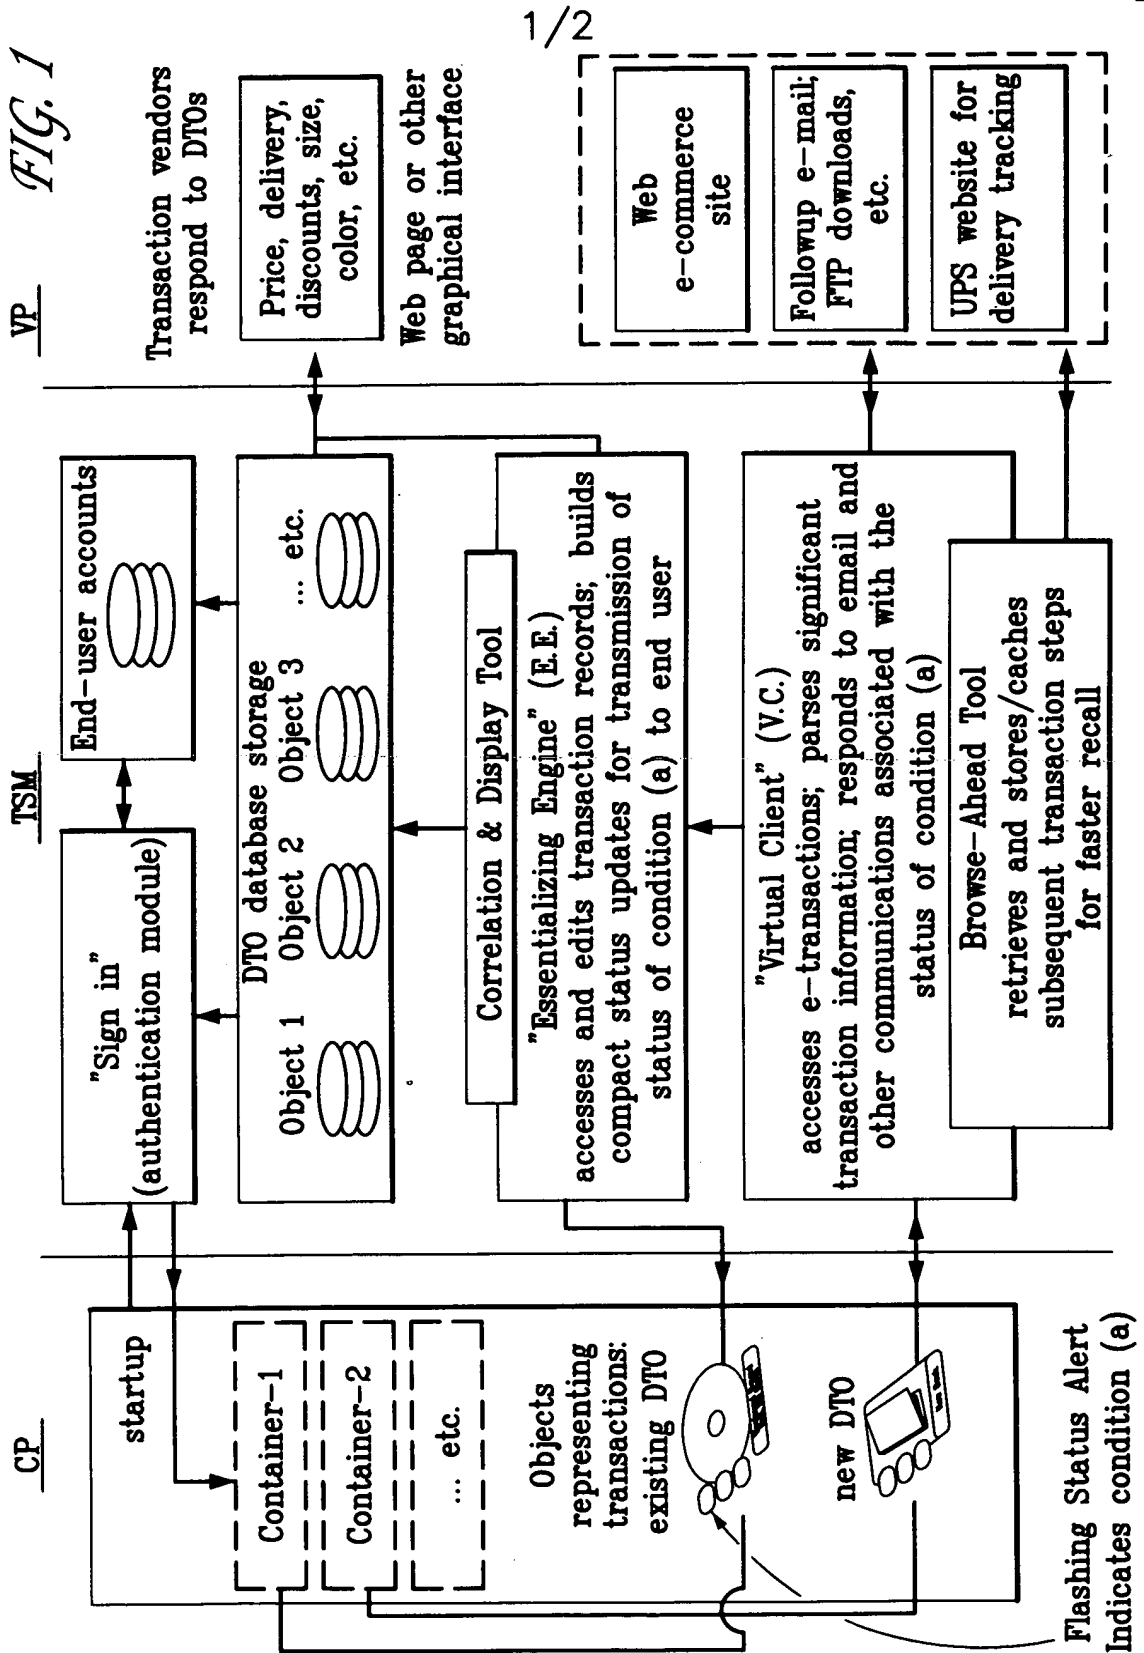 1/2
FIG. 1
CP
TSM
VP
startup
Container-1
Container-2
... etc.
Objects
representing
transactions:
existing DTO
new DTO
Flashing Status Alert
Indicates condition (a)
"Sign in"
(authentication module)
End-user accounts
DTO database storage
Object 1
Object 2
Object 3
... etc.
Correlation & Display Tool
"Essentializing Engine" (E.E.)
accesses and edits transaction records; builds
compact status updates for transmission of
status of condition (a) to end user
"Virtual Client" (V.C.)
accesses e-transactions; parses significant
transaction information; responds to email and
other communications associated with the
status of condition (a)
Browse-Ahead Tool
retrieves and stores/caches
subsequent transaction steps
for faster recall
Transaction vendors
respond to DTOs
Price, delivery,
discounts, size,
color, etc.
Web page or other
graphical interface
Web
e-commerce
site
Followup e-mail;
FTP downloads,
etc.
UPS website for
delivery tracking